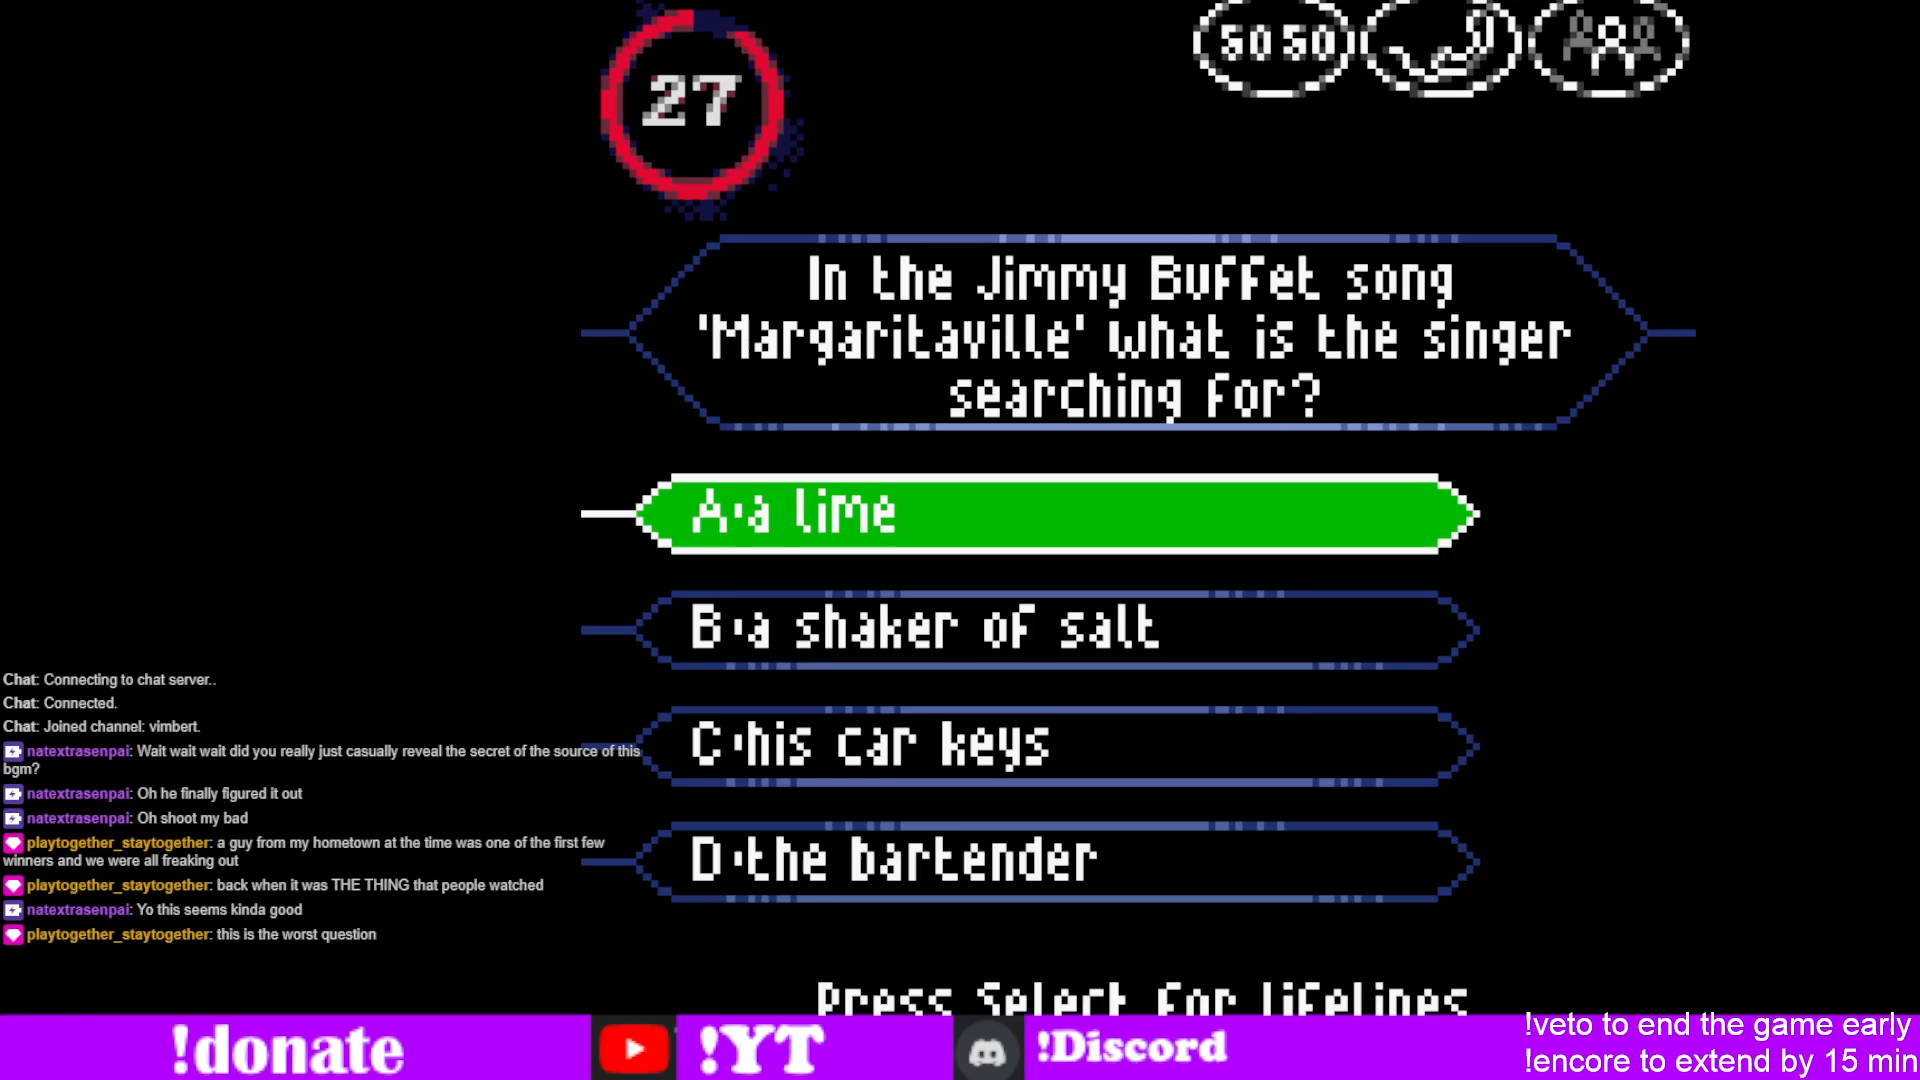 27
50 50
In the Jimmy Buffet song
'Margaritaville' what is the singer
searching for?
A·a lime
B·a shaker of salt
C·his car keys
D·the bartender
Chat: Connecting to chat server..
Chat: Connected.
Chat: Joined channel: vimbert.
natextrasenpai: Wait wait wait did you really just casually reveal the secret of the source of this
bgm?
natextrasenpai: Oh he finally figured it out
natextrasenpai: Oh shoot my bad
playtogether_staytogether: a guy from my hometown at the time was one of the first few
winners and we were all freaking out
playtogether_staytogether: back when it was THE THING that people watched
natextrasenpai: Yo this seems kinda good
playtogether_staytogether: this is the worst question
Press Select for lifelines
!donate
!YT
!Discord
!veto to end the game early
!encore to extend by 15 min